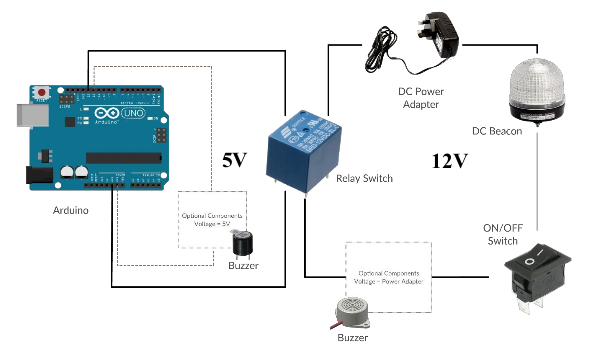 DC Power
Adapter
DC Beacon
RESET
UNO
Arduino
5V
12V
Relay Switch
Arduino
Optional Components
Voltage = 5V
Buzzer
ON/OFF
Switch
Optional Components
Voltage = Power Adapter
Buzzer